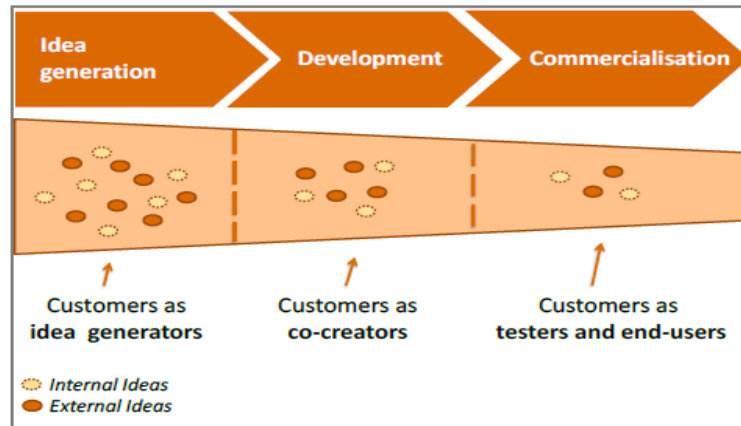 Idea
generation
Development
Commercialisation
Customers as
idea generators
Customers as
co-creators
Customers as
testers and end-users
Internal Ideas
External Ideas